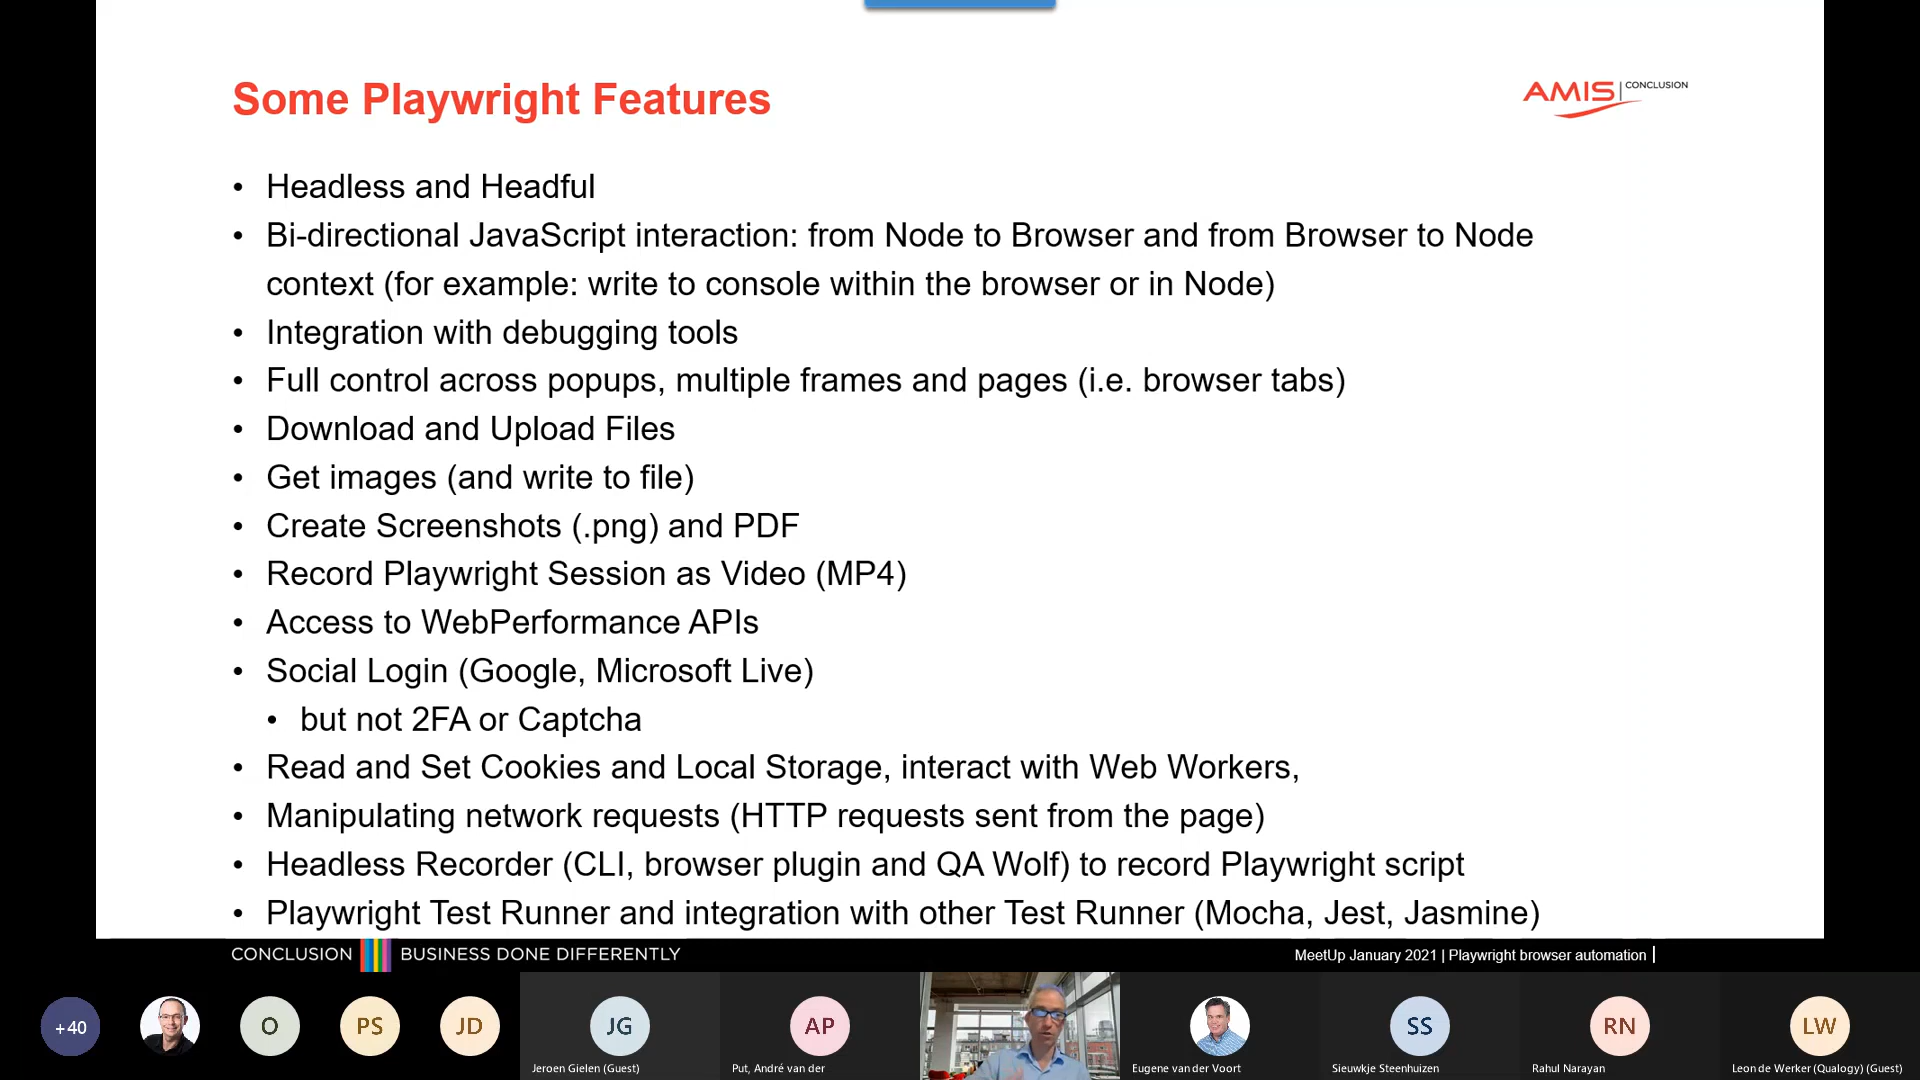 Some Playwright Features
AMIS | CONCLUSION
• Headless and Headful
• Bi-directional JavaScript interaction: from Node to Browser and from Browser to Node
context (for example: write to console within the browser or in Node)
• Integration with debugging tools
• Full control across popups, multiple frames and pages (i.e. browser tabs)
• Download and Upload Files
• Get images (and write to file)
• Create Screenshots (.png) and PDF
• Record Playwright Session as Video (MP4)
• Access to WebPerformance APIs
• Social Login (Google, Microsoft Live)
• but not 2FA or Captcha
• Read and Set Cookies and Local Storage, interact with Web Workers,
• Manipulating network requests (HTTP requests sent from the page)
• Headless Recorder (CLI, browser plugin and QA Wolf) to record Playwright script
• Playwright Test Runner and integration with other Test Runner (Mocha, Jest, Jasmine)
CONCLUSION BUSINESS DONE DIFFERENTLY
MeetUp January 2021 | Playwright browser automation |
+40
O
PS
JD
JG
AP
SS
RN
LW
Jeroen Gielen (Guest)
Put, André van der
Eugene van der Voort
Sieuwkje Steenhuizen
Rahul Narayan
Leon de Werker (Qualogy) (Guest)